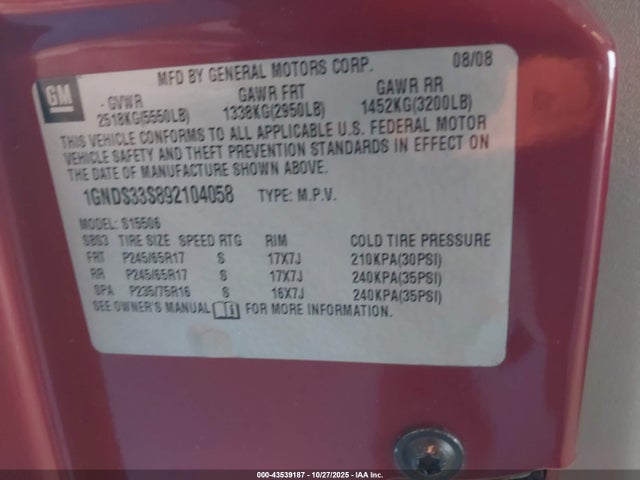 GM
MFD BY GENERAL MOTORS CORP. 08/08
- GVWR GAWR FRT GAWR RR
2518KG(5550LB) 1338KG(2950LB) 1452KG(3200LB)
THIS VEHICLE CONFORMS TO ALL APPLICABLE U.S. FEDERAL MOTOR
VEHICLE SAFETY AND THEFT PREVENTION STANDARDS IN EFFECT ON
THE DATE OF MANUFACTURE SHOWN ABOVE.
1GNDS33S892104058 TYPE: M.P.V.
MODEL: S15506
SBS3 TIRE SIZE SPEED RTG RIM COLD TIRE PRESSURE
FRT P245/65R17 S 17X7J 210KPA(30PSI)
RR P245/65R17 S 17X7J 240KPA(35PSI)
SPA P235/75R16 S 16X7J 240KPA(35PSI)
SEE OWNER'S MANUAL FOR MORE INFORMATION.
000-43539187 - 10/27/2025 - IAA Inc.